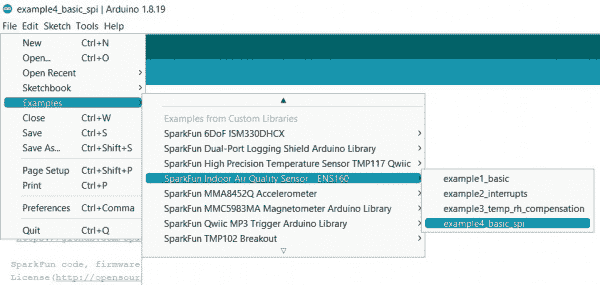 example4_basic_spi | Arduino 1.8.19
File Edit Sketch Tools Help
New Ctrl+N
Open... Ctrl+O
Open Recent
Sketchbook
Examples
Close Ctrl+W
Save Ctrl+S
Save As... Ctrl+Shift+S
Page Setup Ctrl+Shift+P
Print Ctrl+P
Preferences Ctrl+Comma
Quit Ctrl+Q
Examples from Custom Libraries
SparkFun 6DoF ISM330DHCX
SparkFun Dual-Port Logging Shield Arduino Library
SparkFun High Precision Temperature Sensor TMP117 Qwiic
SparkFun Indoor Air Quality Sensor - ENS160
SparkFun MMA8452Q Accelerometer
SparkFun MMC5983MA Magnetometer Arduino Library
SparkFun Qwiic MP3 Trigger Arduino Library
SparkFun TMP102 Breakout
example1_basic
example2_interrupts
example3_temp_rh_compensation
example4_basic_spi
SparkFun code, firmware
License(http://opensour